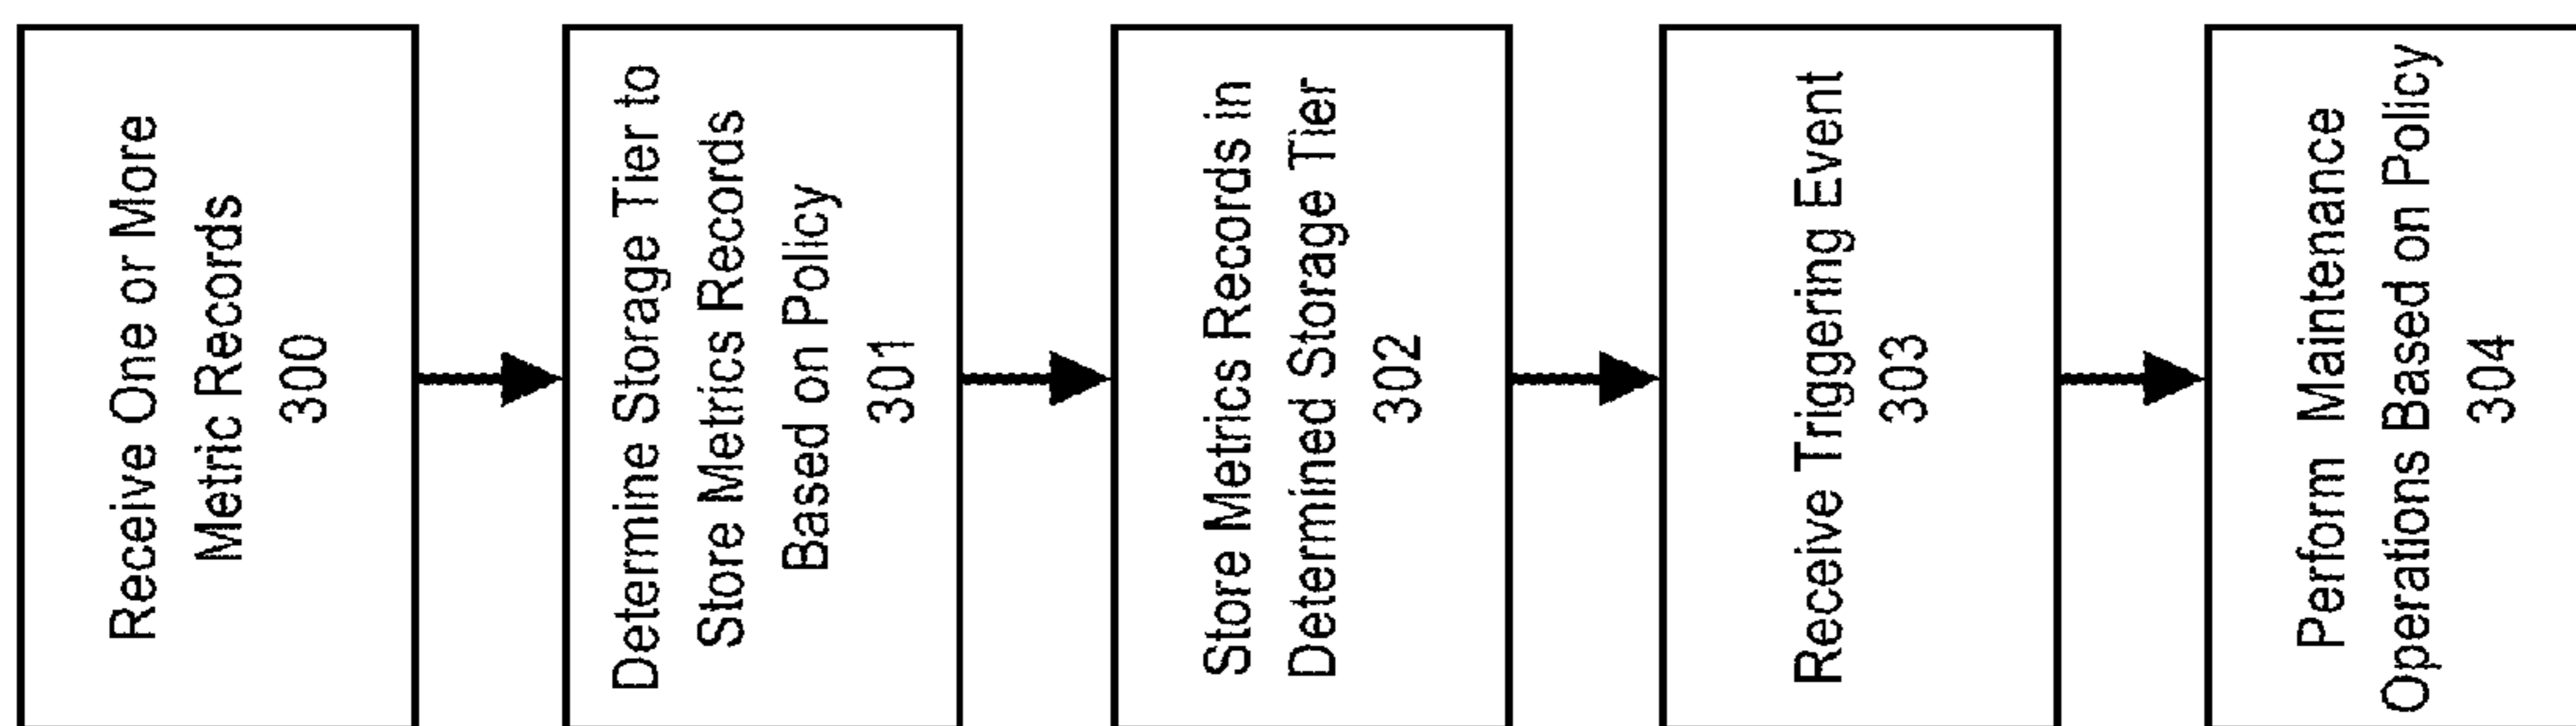 Receive One or More
Metric Records
300
Determine Storage Tier to
Store Metrics Records
Based on Policy
301
Store Metrics Records in
Determined Storage Tier
302
Receive Triggering Event
303
Perform Maintenance
Operations Based on Policy
304